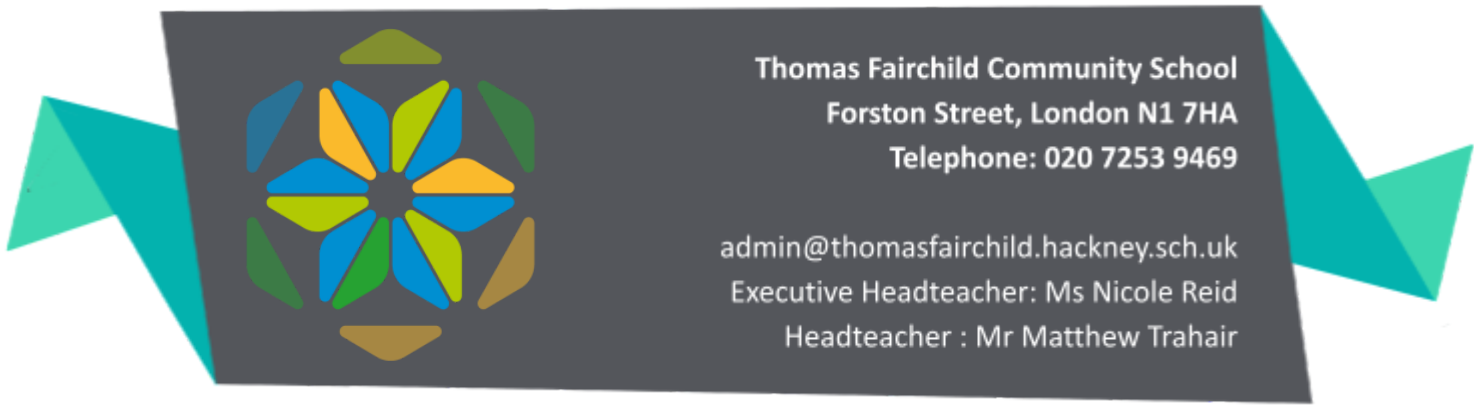 Thomas Fairchild Community School
Forston Street, London N1 7HA
Telephone: 020 7253 9469
admin@thomasfairchild.hackney.sch.uk
Executive Headteacher: Ms Nicole Reid
Headteacher : Mr Matthew Trahair